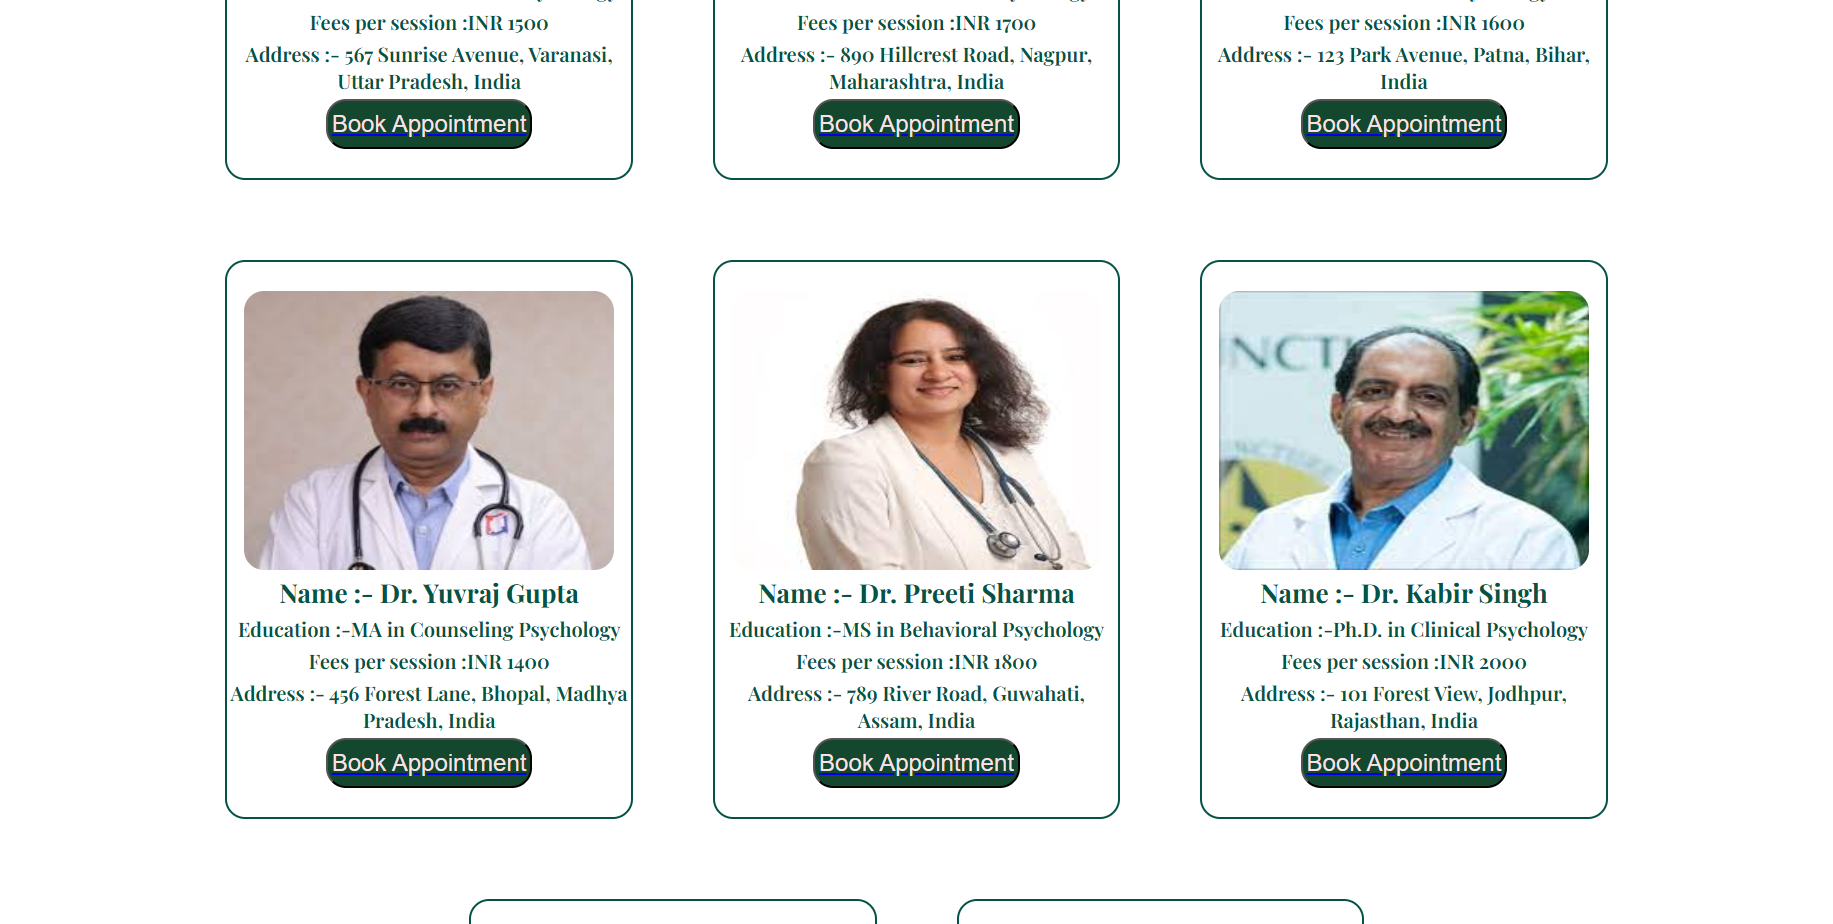 Fees per session :INR 1500
Address :- 567 Sunrise Avenue, Varanasi,
Uttar Pradesh, India
Book Appointment
Fees per session :INR 1700
Address :- 890 Hillcrest Road, Nagpur,
Maharashtra, India
Book Appointment
Fees per session :INR 1600
Address :- 123 Park Avenue, Patna, Bihar,
India
Book Appointment
Name :- Dr. Yuvraj Gupta
Education :-MA in Counseling Psychology
Fees per session :INR 1400
Address :- 456 Forest Lane, Bhopal, Madhya
Pradesh, India
Book Appointment
Name :- Dr. Preeti Sharma
Education :-MS in Behavioral Psychology
Fees per session :INR 1800
Address :- 789 River Road, Guwahati,
Assam, India
Book Appointment
NCTI
Name :- Dr. Kabir Singh
Education :-Ph.D. in Clinical Psychology
Fees per session :INR 2000
Address :- 101 Forest View, Jodhpur,
Rajasthan, India
Book Appointment